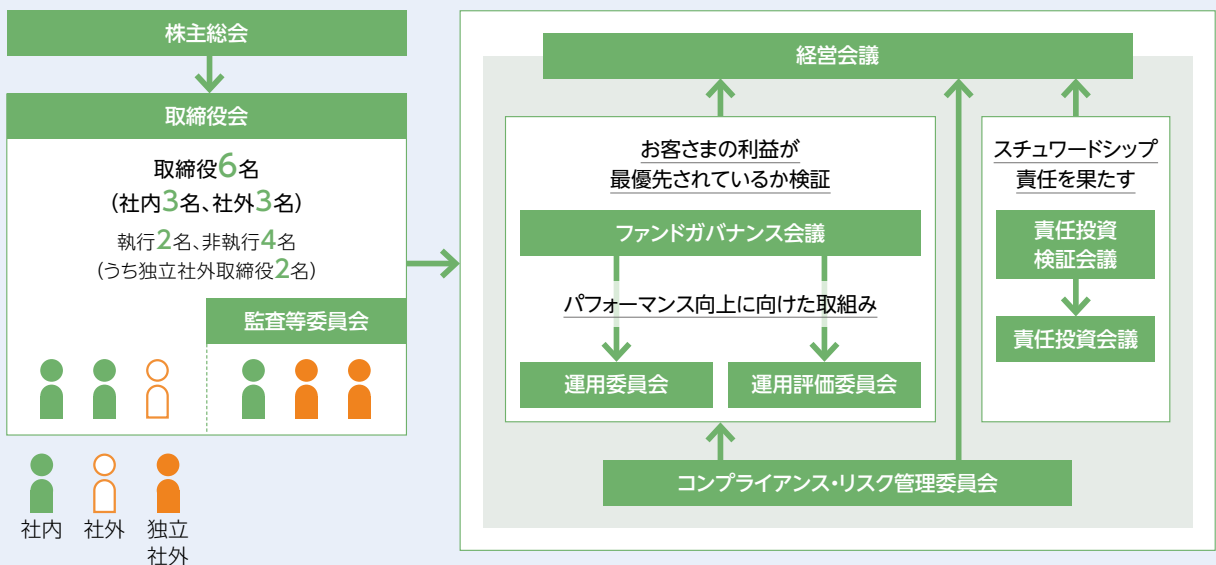 株主総会
取締役会
取締役6名
(社内3名、社外3名)
執行2名、非執行4名
(うち独立社外取締役2名)
監査等委員会
社内
社外
独立
社外
経営会議
お客さまの利益が
最優先されているか検証
ファンドガバナンス会議
パフォーマンス向上に向けた取組み
運用委員会
運用評価委員会
スチュワードシップ
責任を果たす
責任投資
検証会議
責任投資会議
コンプライアンス・リスク管理委員会